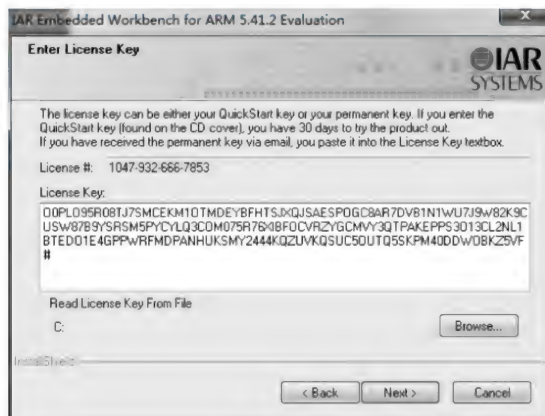 IAR Embedded Workbench for ARM 5.41.2 Evaluation
Enter License Key
IAR
SYSTEMS
The license key can be either your QuickStart key or your permanent key. If you enter the
QuickStart key (found on the CD cover), you have 30 days to try the product out.
If you have received the permanent key via email, you paste it into the License Key textbox.
License #: 1047-932-666-7853
License Key:
#
Read License Key From File
C:
Browse...
InstallShield
< Back Next > Cancel